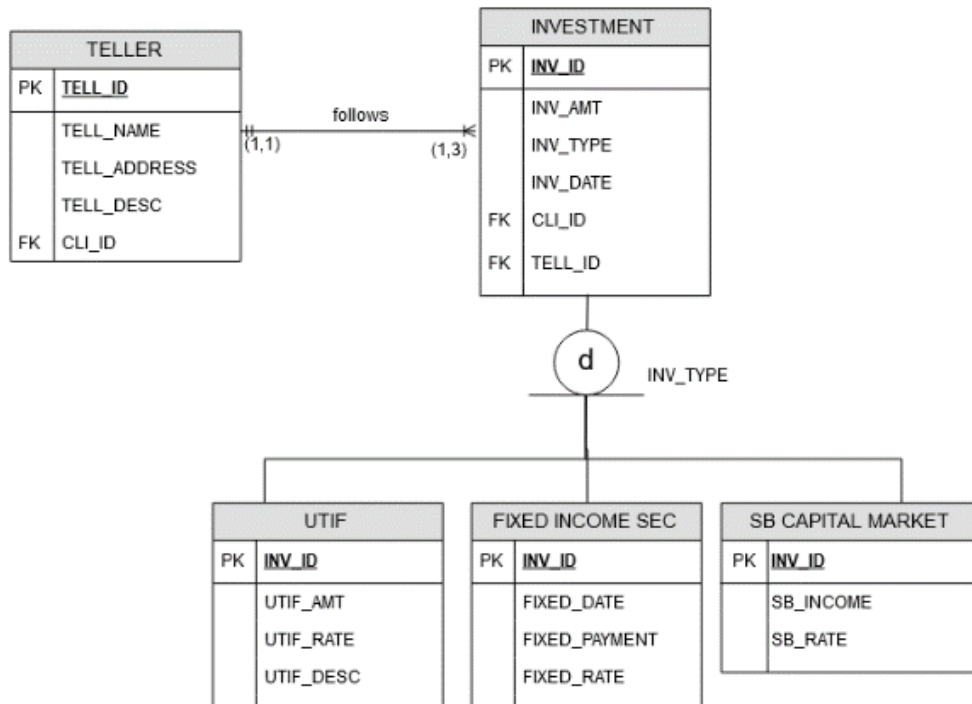 TELLER
PK TELL_ID
TELL_NAME
TELL_ADDRESS
TELL_DESC
FK CLI_ID
follows
(1,1)
(1,3)
INVESTMENT
PK INV_ID
INV_AMT
INV_TYPE
INV_DATE
FK CLI_ID
FK TELL_ID
d
INV_TYPE
UTIF
PK INV_ID
UTIF_AMT
UTIF_RATE
UTIF_DESC
FIXED INCOME SEC
PK INV_ID
FIXED_DATE
FIXED_PAYMENT
FIXED_RATE
SB CAPITAL MARKET
PK INV_ID
SB_INCOME
SB_RATE